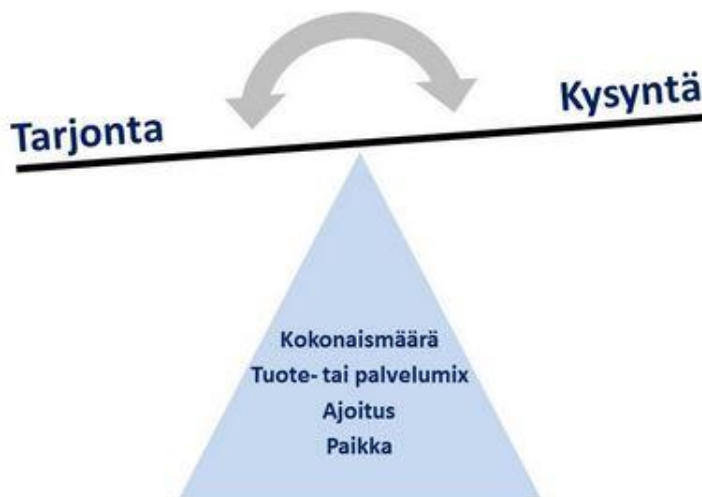 Tarjonta
Kysyntä
Kokonaismäärä
Tuote- tai palvelumix
Ajoitus
Paikka